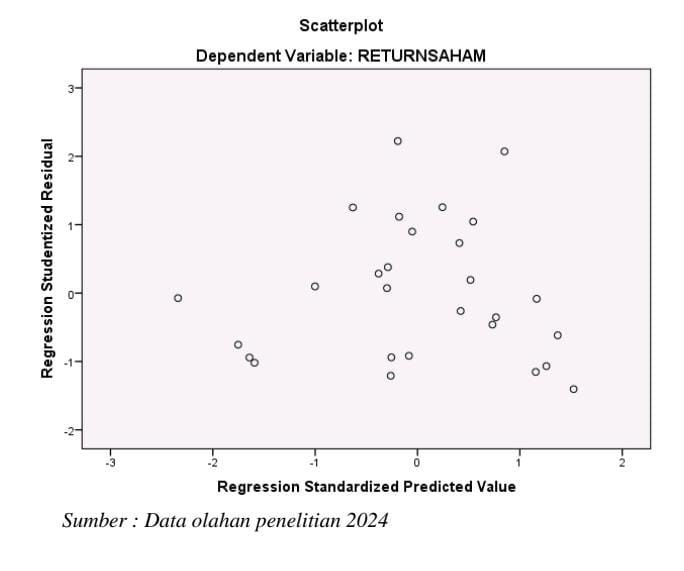 Scatterplot
Dependent Variable: RETURNSAHAM
Regression Studentized Residual
3
2
1
0
-1
-2
-3 -2 -1 0 1 2
Regression Standardized Predicted Value
Sumber : Data olahan penelitian 2024